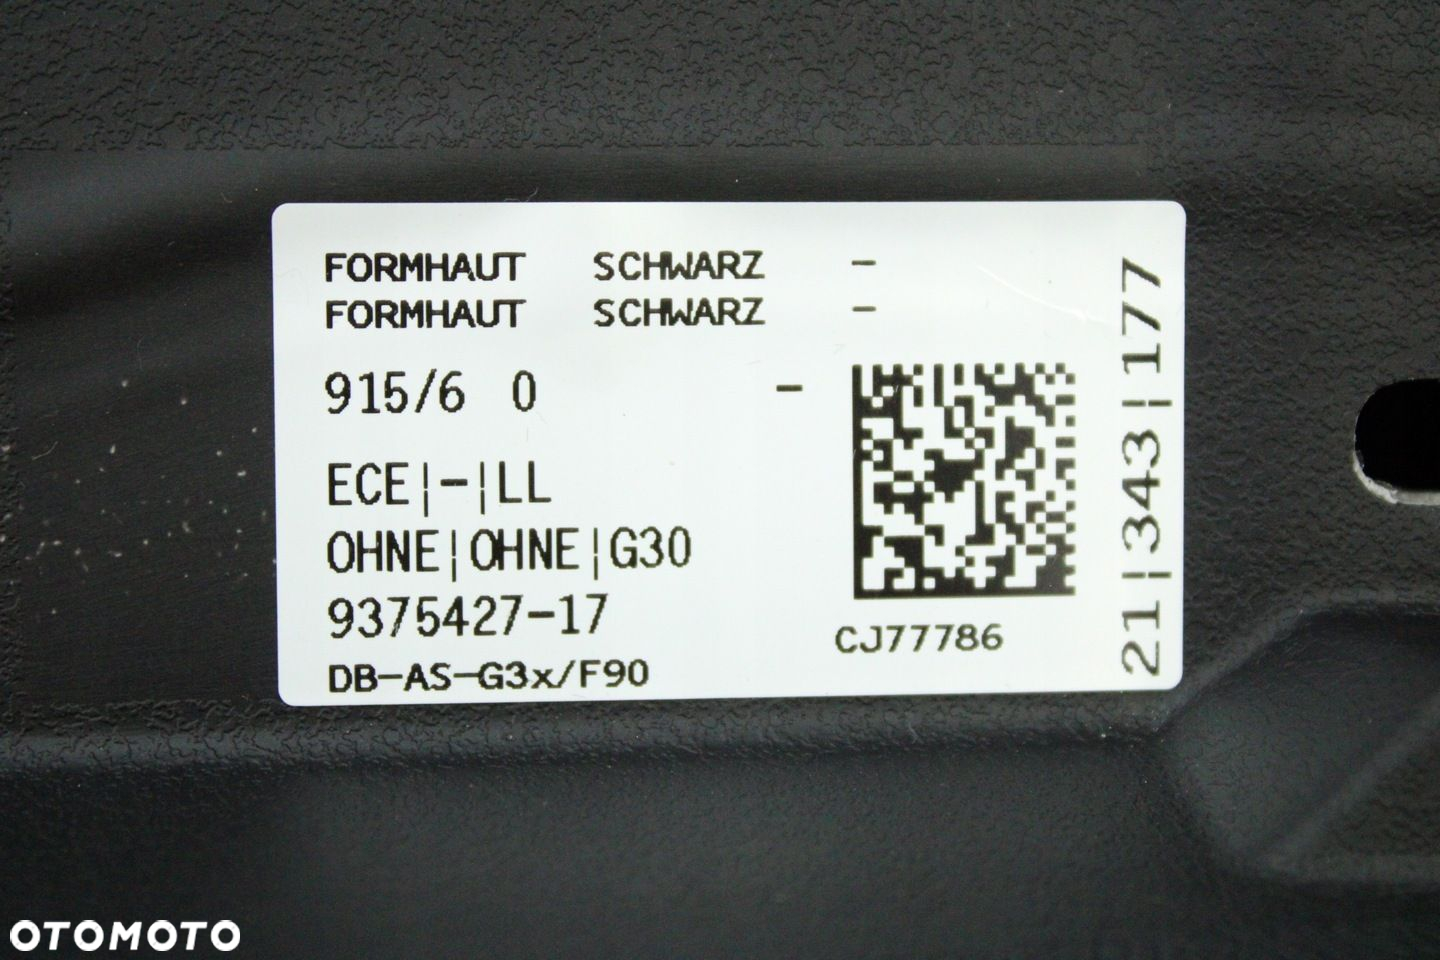 FORMHAUT SCHWARZ -
FORMHAUT SCHWARZ -
915/6 0 -
ECE|-|LL
OHNE|OHNE|G30
9375427-17
DB-AS-G3x/F90
CJ77786
21|343|177
OTOMOTO